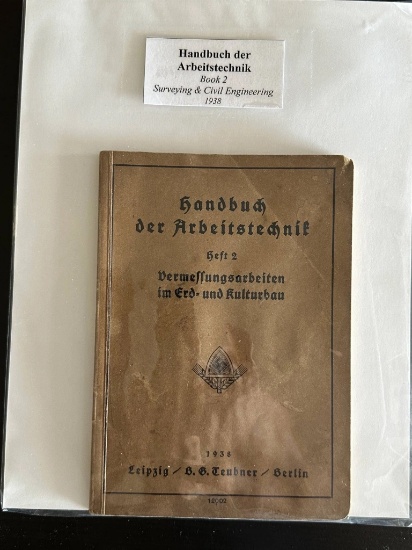 Handbuch der
Arbeitstechnik
Book 2
Surveying & Civil Engineering
1938
Handbuch
der Arbeitstechnik
Heft 2
Vermessungsarbeiten
im Erd- und Kulturbau
1938
Leipzig / B. G. Teubner / Berlin